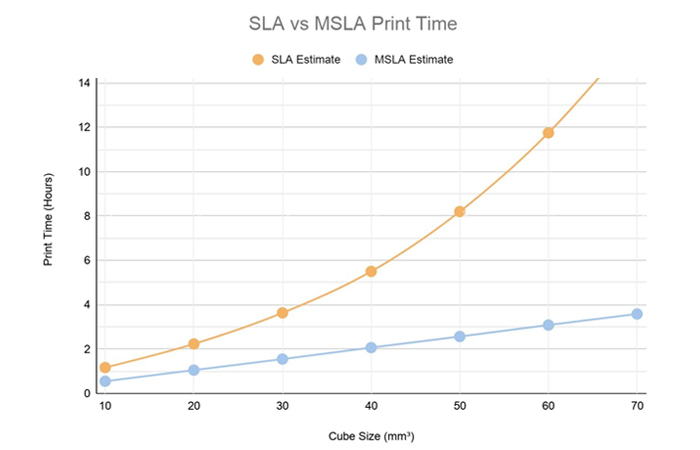 SLA vs MSLA Print Time
SLA Estimate MSLA Estimate
14
12
10
8
6
4
2
0
Print Time (Hours)
10 20 30 40 50 60 70
Cube Size (mm³)